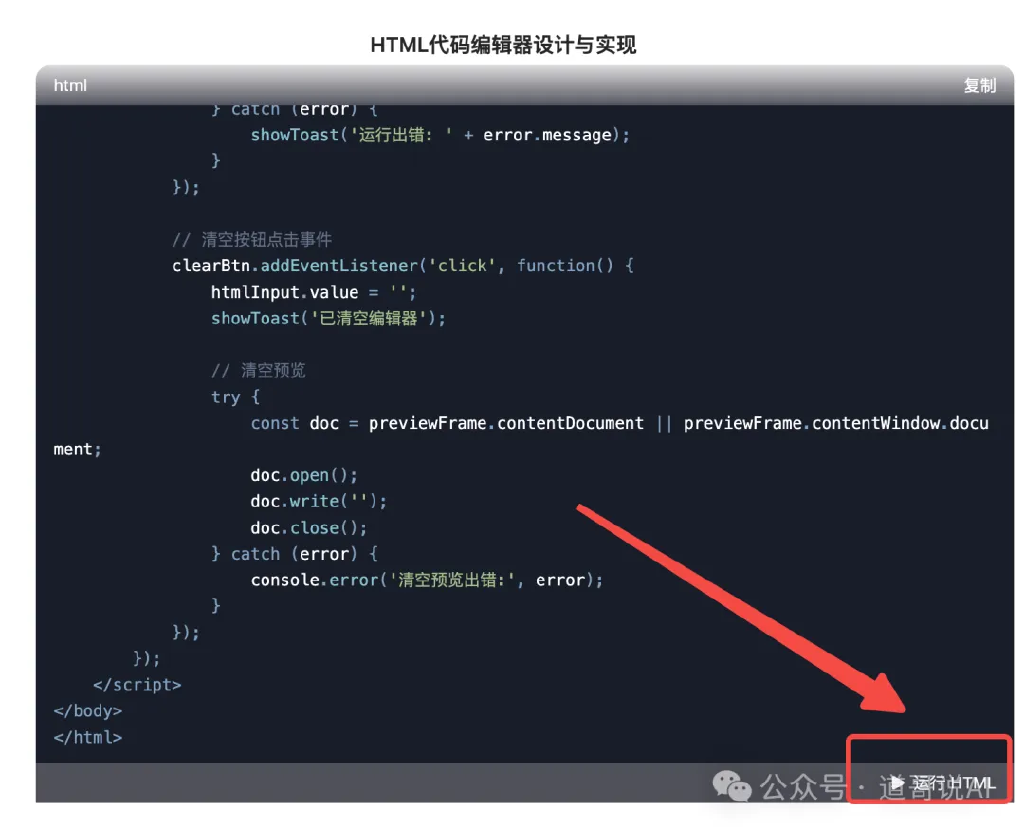 HTML代码编辑器设计与实现
html
复制
} catch (error) {
showToast('运行出错: ' + error.message);
}
});
// 清空按钮点击事件
clearBtn.addEventListener('click', function() {
htmlInput.value = '';
showToast('已清空编辑器');
// 清空预览
try {
const doc = previewFrame.contentDocument || previewFrame.contentWindow.docu
ment;
doc.open();
doc.write('');
doc.close();
} catch (error) {
console.error('清空预览出错:', error);
}
});
});
</script>
</body>
</html>
▶ 运行 HTML
公众号 · 道哥说AI